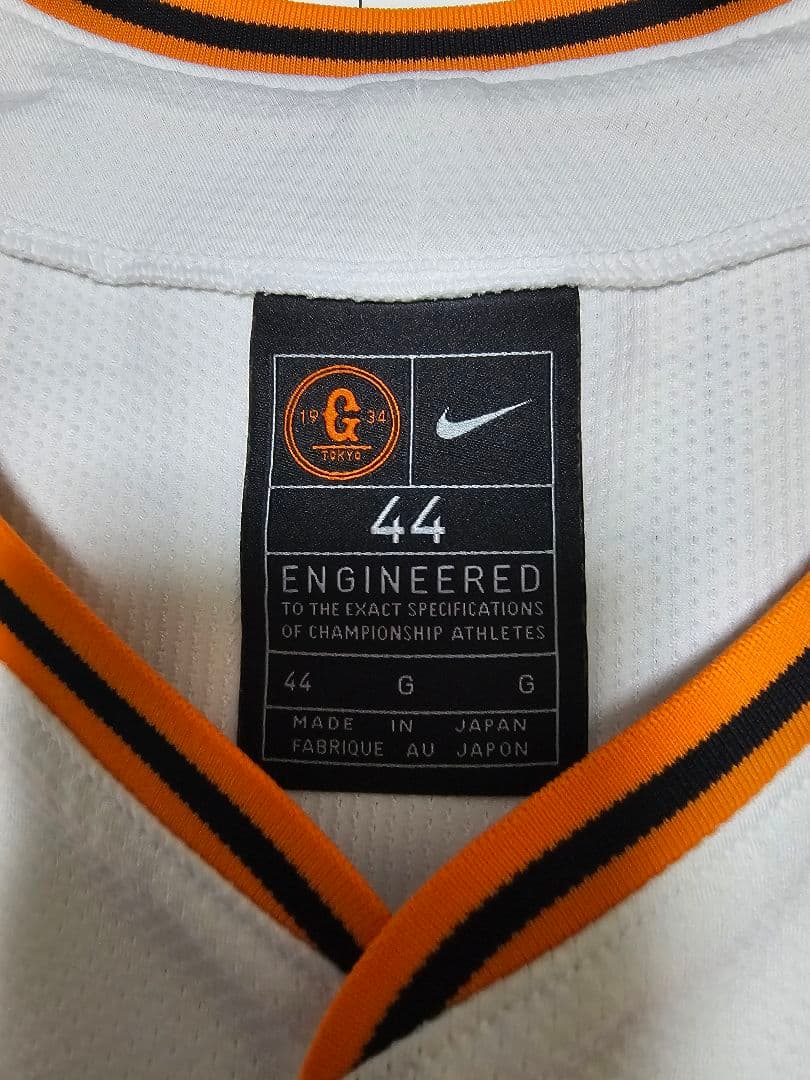 19 G 34
TOKYO
44
ENGINEERED
TO THE EXACT SPECIFICATIONS
OF CHAMPIONSHIP ATHLETES
44 G G
MADE IN JAPAN
FABRIQUE AU JAPON